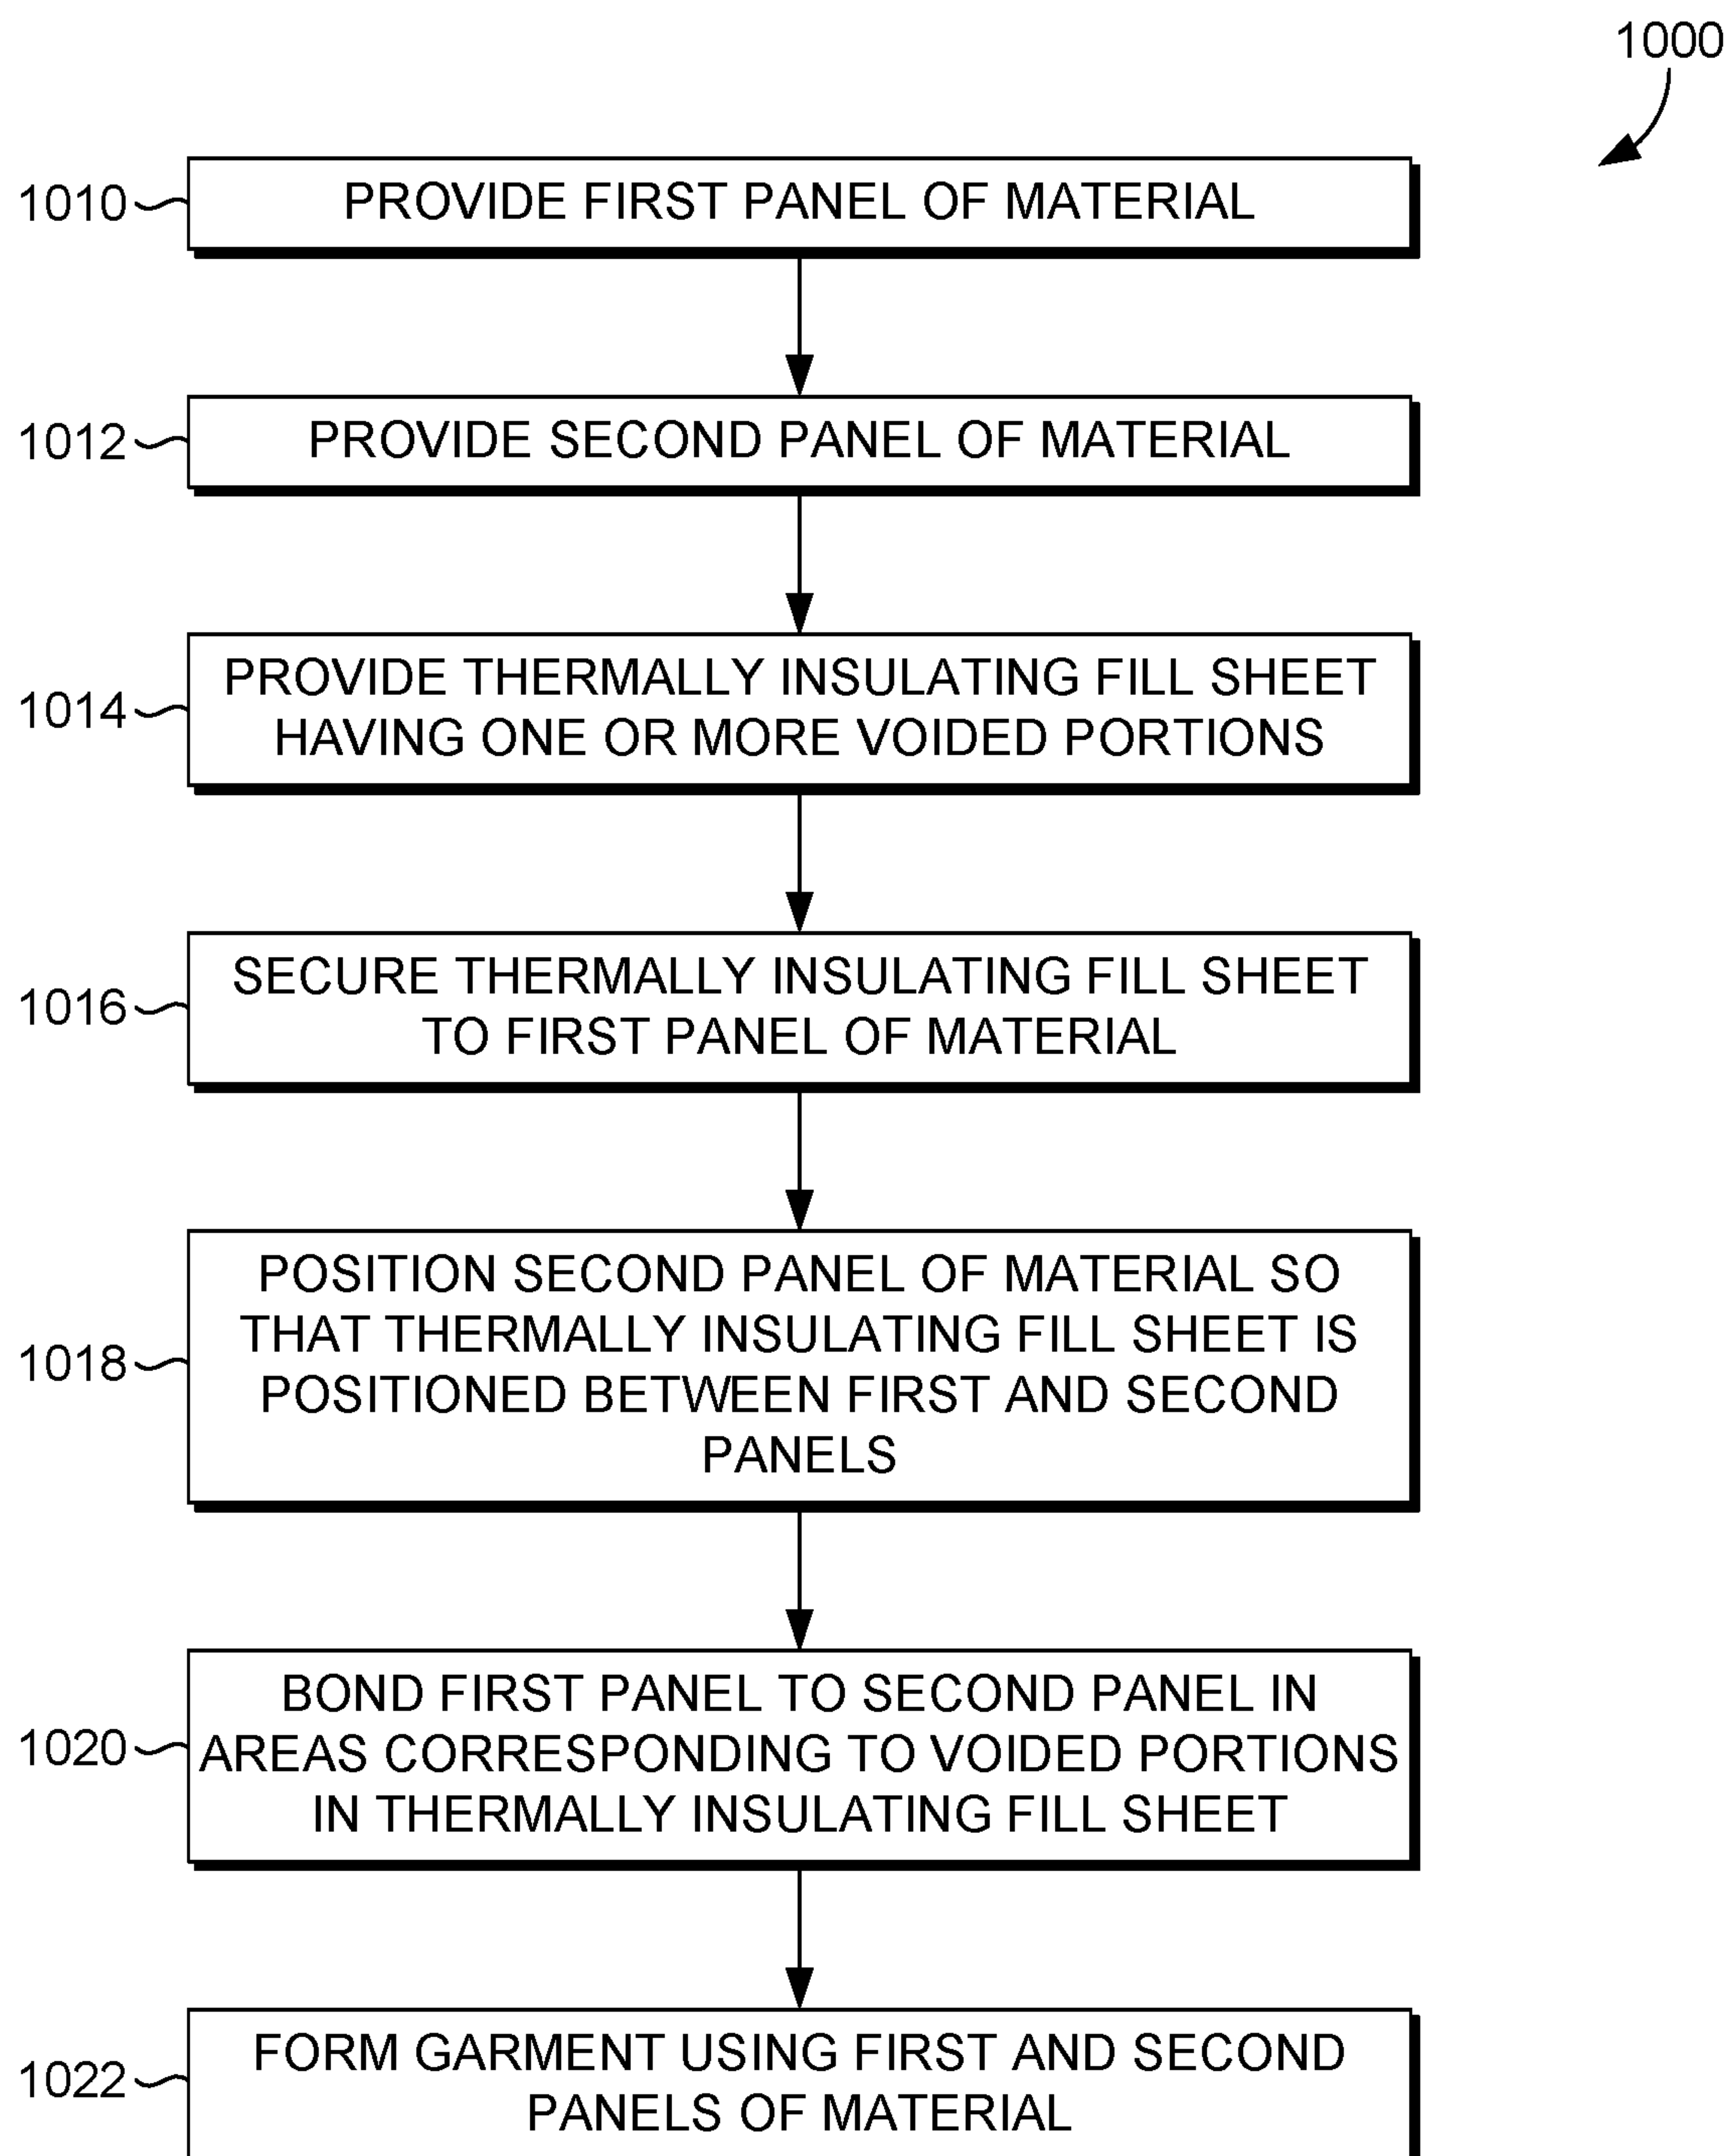 1000
1010
PROVIDE FIRST PANEL OF MATERIAL
1012
PROVIDE SECOND PANEL OF MATERIAL
1014
PROVIDE THERMALLY INSULATING FILL SHEET
HAVING ONE OR MORE VOIDED PORTIONS
1016
SECURE THERMALLY INSULATING FILL SHEET
TO FIRST PANEL OF MATERIAL
1018
POSITION SECOND PANEL OF MATERIAL SO
THAT THERMALLY INSULATING FILL SHEET IS
POSITIONED BETWEEN FIRST AND SECOND
PANELS
1020
BOND FIRST PANEL TO SECOND PANEL IN
AREAS CORRESPONDING TO VOIDED PORTIONS
IN THERMALLY INSULATING FILL SHEET
1022
FORM GARMENT USING FIRST AND SECOND
PANELS OF MATERIAL